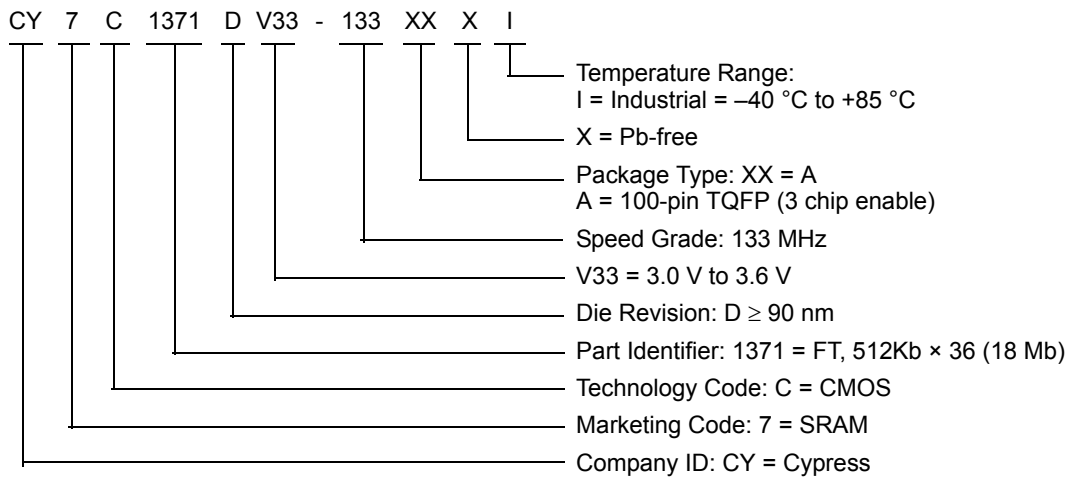 CY 7 C 1371 D V33 - 133 XX X I
Temperature Range:
I = Industrial = –40 °C to +85 °C
X = Pb-free
Package Type: XX = A
A = 100-pin TQFP (3 chip enable)
Speed Grade: 133 MHz
V33 = 3.0 V to 3.6 V
Die Revision: D ≥ 90 nm
Part Identifier: 1371 = FT, 512Kb × 36 (18 Mb)
Technology Code: C = CMOS
Marketing Code: 7 = SRAM
Company ID: CY = Cypress